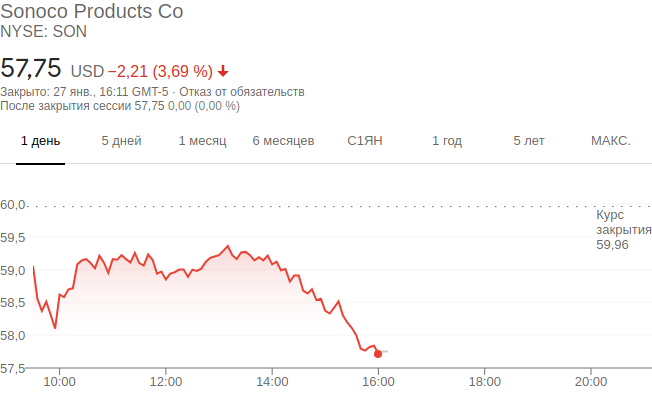 Sonoco Products Co
NYSE: SON
57,75 USD −2,21 (3,69 %)
Закрыто: 27 янв., 16:11 GMT-5 · Отказ от обязательств
После закрытия сессии 57,75 0,00 (0,00 %)
1 день 5 дней 1 месяц 6 месяцев С1ЯН 1 год 5 лет МАКС.
60,0
Курс
закрытия
59,96
59,5
59,0
58,5
58,0
57,5
10:00 12:00 14:00 16:00 18:00 20:00